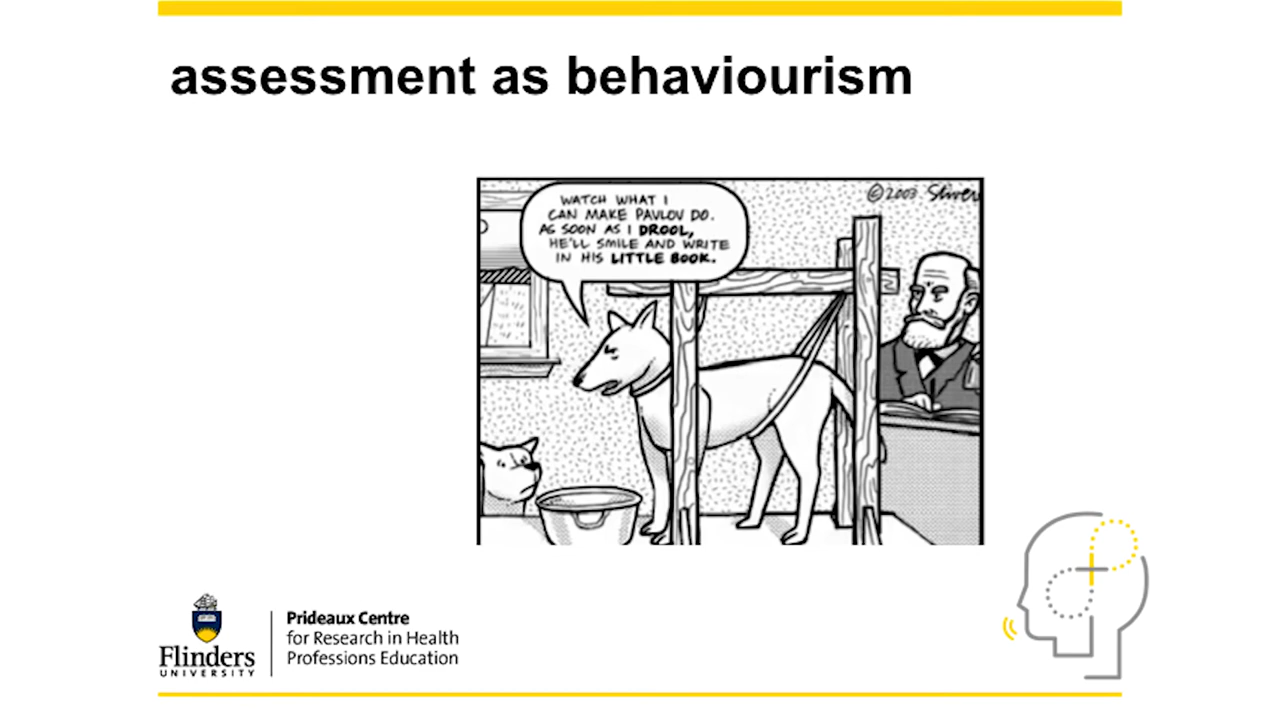 assessment as behaviourism
©2003
WATCH WHAT I
CAN MAKE PAVLOV DO.
AS SOON AS I DROOL,
HE'LL SMILE AND WRITE
IN HIS LITTLE BOOK.
Flinders
UNIVERSITY
Prideaux Centre
for Research in Health
Professions Education